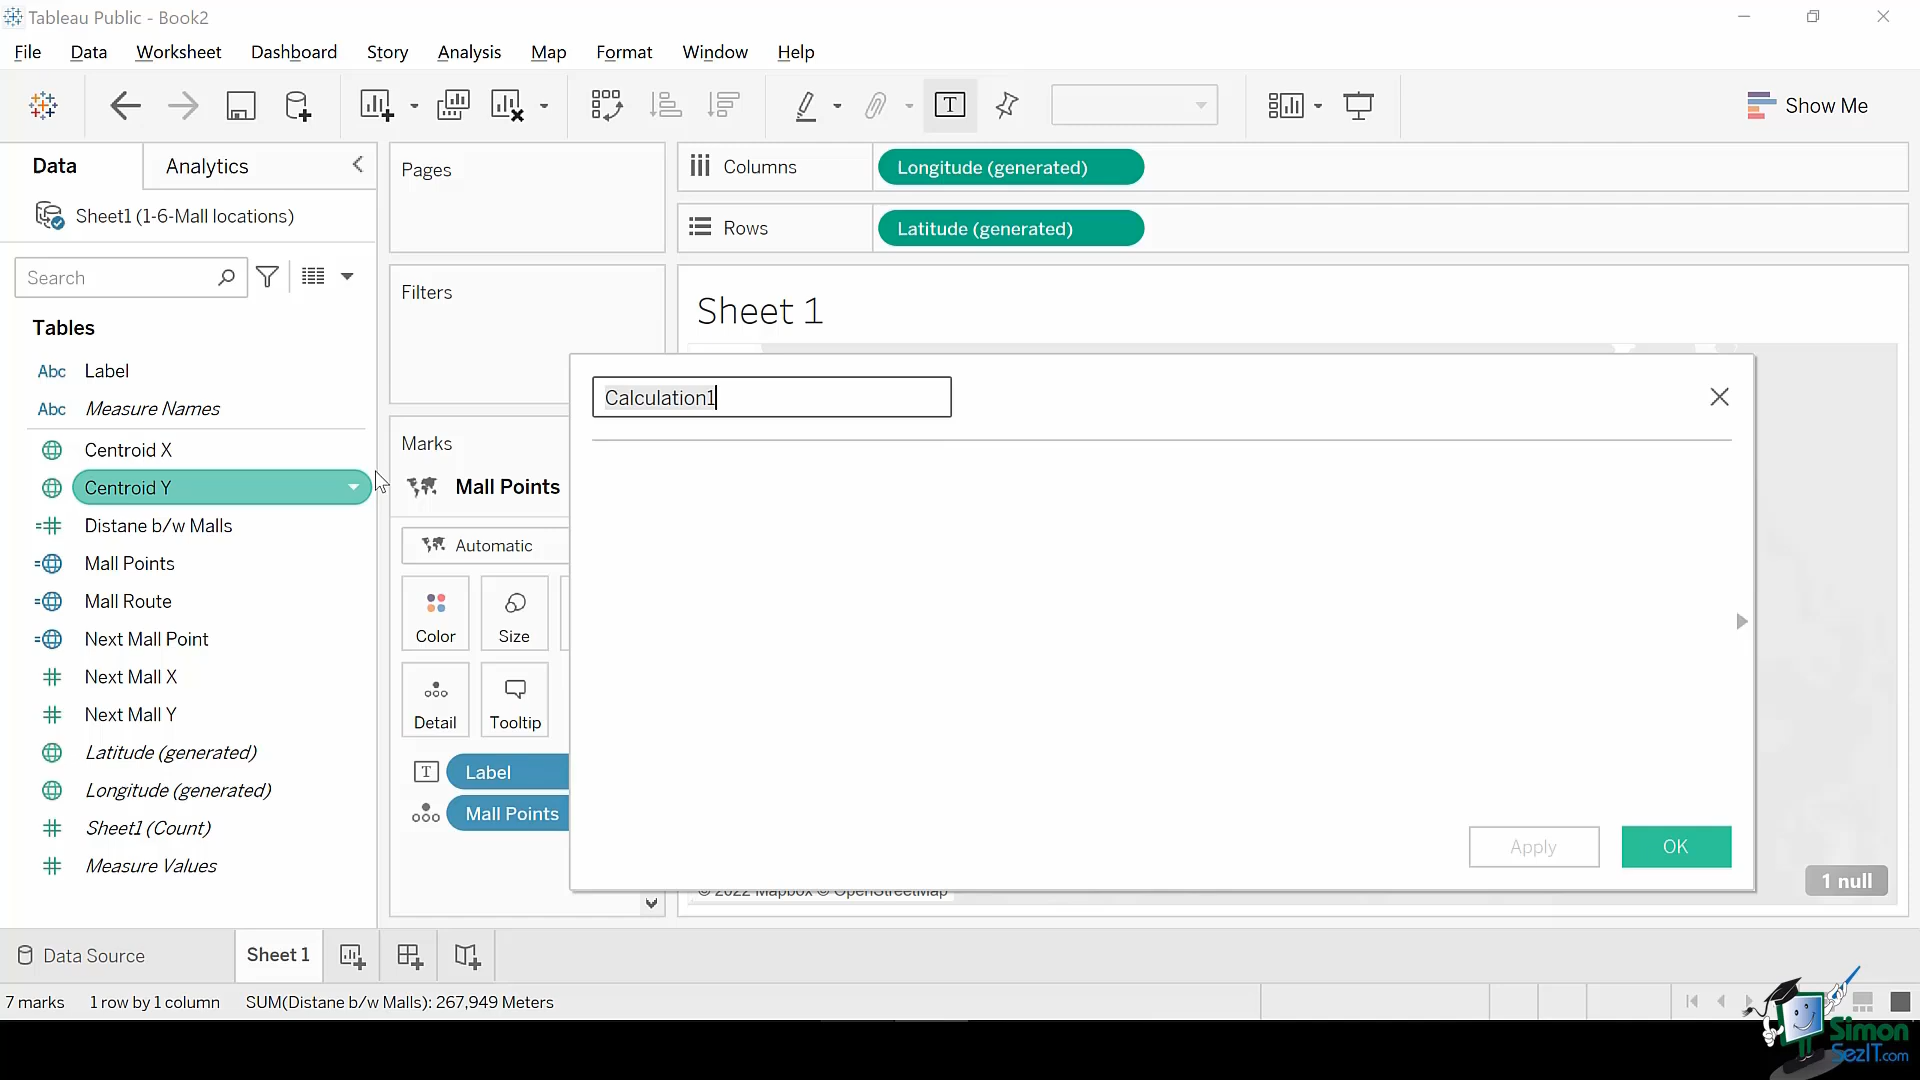 Tableau Public - Book2
File Data Worksheet Dashboard Story Analysis Map Format Window Help
Show Me
Data Analytics
Sheet1 (1-6-Mall locations)
Search
Tables
Abc Label
Abc Measure Names
Centroid X
Centroid Y
Distane b/w Malls
Mall Points
Mall Route
Next Mall Point
Next Mall X
Next Mall Y
Latitude (generated)
Longitude (generated)
Sheet1 (Count)
Measure Values
Pages
Filters
Marks
Mall Points
Automatic
Color Size
Detail Tooltip
T Label
Mall Points
Columns Longitude (generated)
Rows Latitude (generated)
Sheet 1
Calculation1
Apply OK
© 2022 Mapbox © OpenStreetMap
1 null
Data Source Sheet 1
7 marks 1 row by 1 column SUM(Distane b/w Malls): 267,949 Meters
Simon
SezIT.com